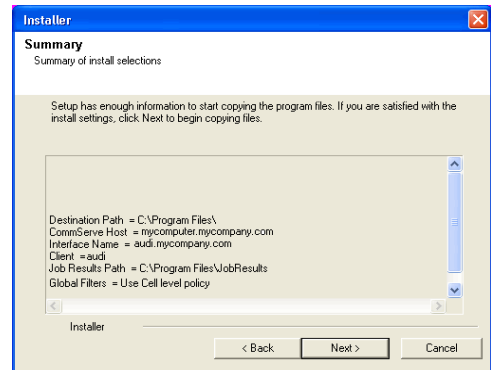 Installer
Summary
Summary of install selections
Setup has enough information to start copying the program files. If you are satisfied with the
install settings, click Next to begin copying files.
Destination Path = C:\Program Files\
CommServe Host = mycomputer.mycompany.com
Interface Name = audi.mycompany.com
Client =audi
Job Results Path = C:\Program Files\JobResults
Global Filters = Use Cell level policy
Installer
< Back
Next >
Cancel